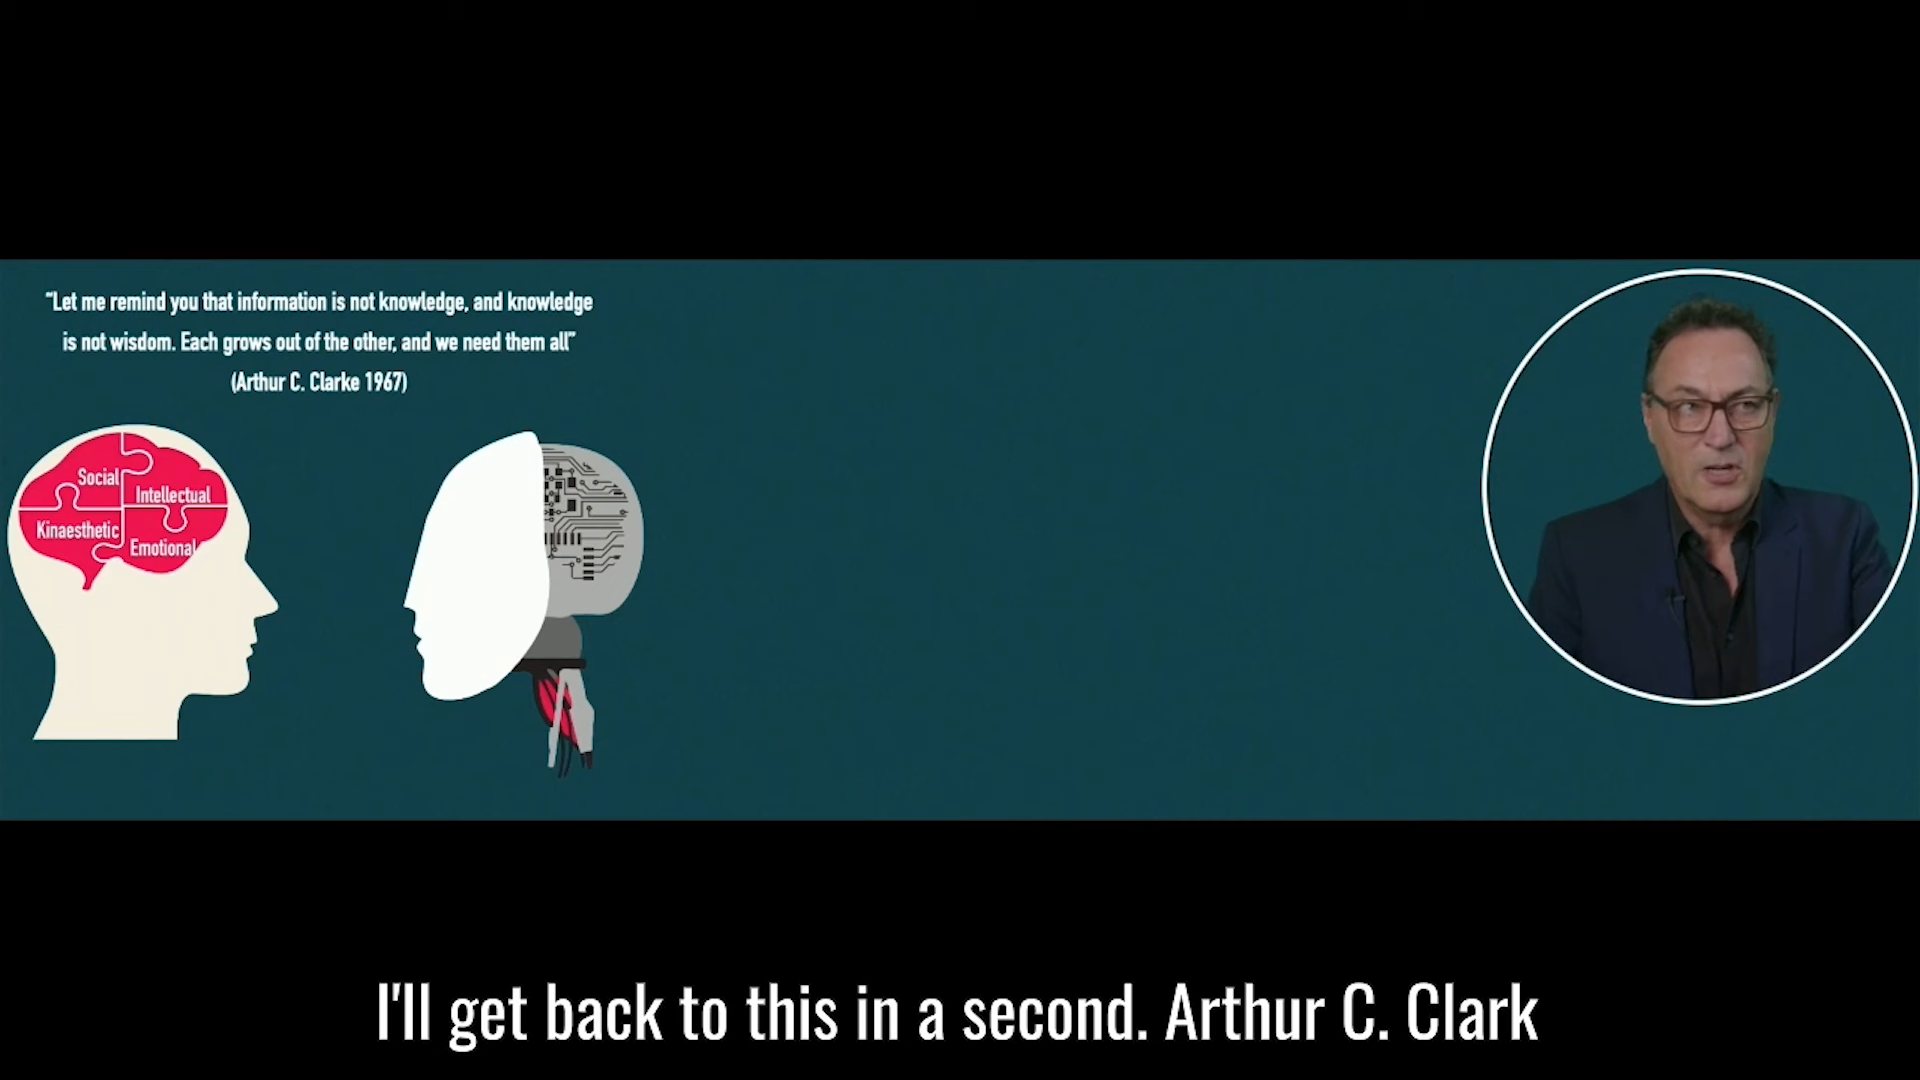 “Let me remind you that information is not knowledge, and knowledge
is not wisdom. Each grows out of the other, and we need them all”
(Arthur C. Clarke 1967)
Social
Intellectual
Kinaesthetic
Emotional
I'll get back to this in a second. Arthur C. Clark